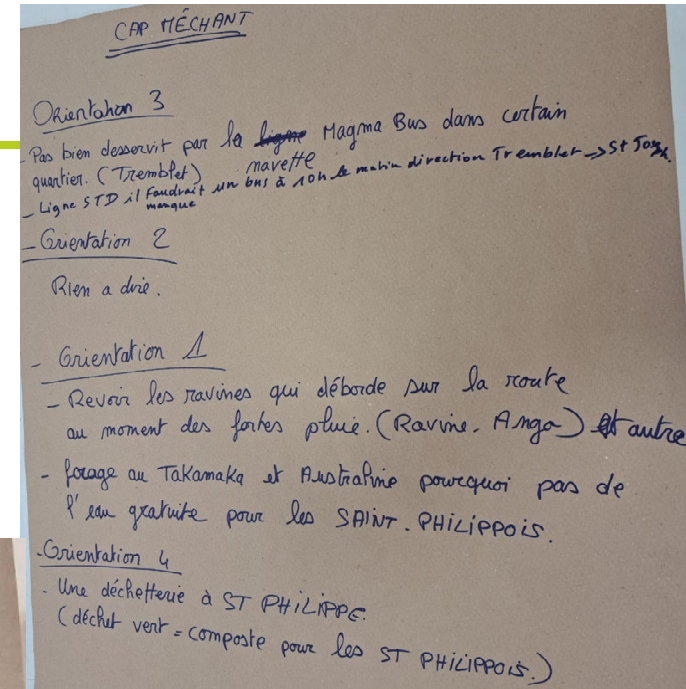 CAP MÉCHANT
Orientation 3
- Pas bien desservit par la ligne Magma Bus dans certain
navette
quartier. (Tremblet)
- Ligne STD il faudrait un bus à 10h le matin direction Tremblet → St Josph.
manque
- Orientation 2
Rien a dire.
- Orientation 1
- Revoir les ravines qui déborde sur la route
au moment des fortes pluie. (Ravine. Ango) et autre
- forage au Takamaka et Australine pourquoi pas de
l'eau gratuite pour les SAINT-PHILIPPOIS.
- Orientation 4
- Une déchetterie à ST PHILIPPE.
(déchet vert = composte pour les ST PHILIPPOIS.)